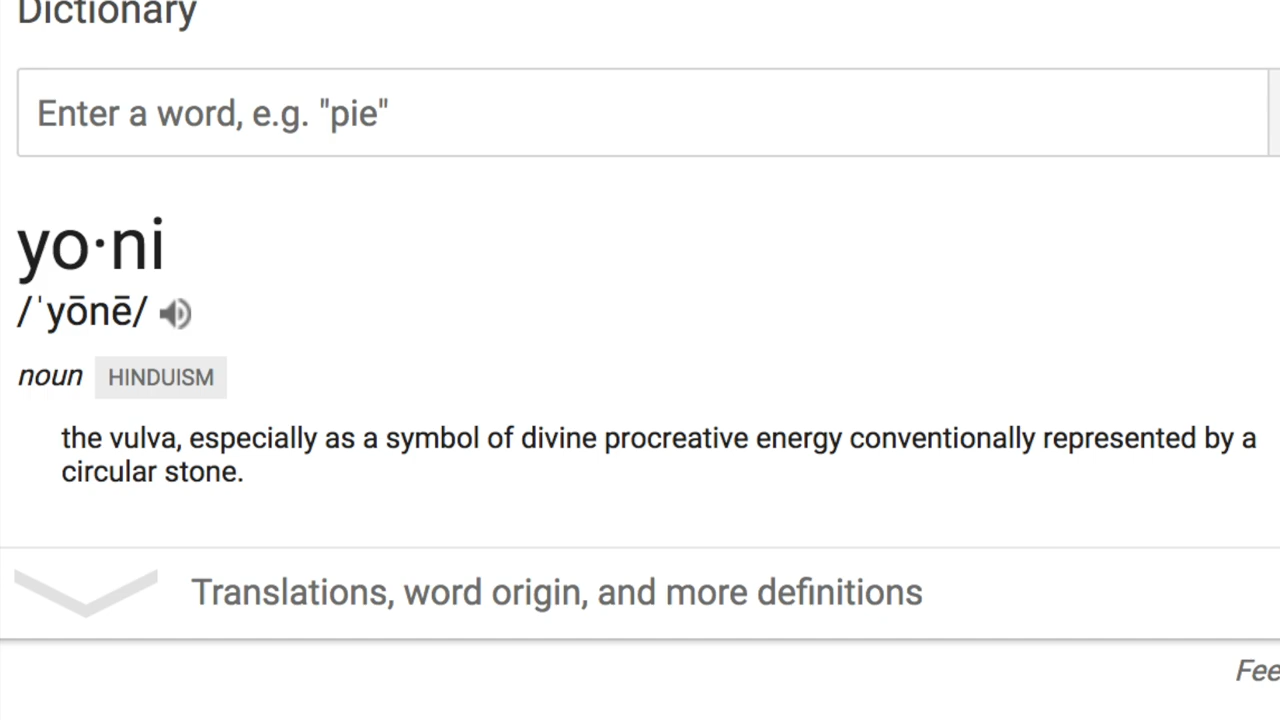 Dictionary
Enter a word, e.g. "pie"
yo·ni
/ˈyōnē/
noun HINDUISM
the vulva, especially as a symbol of divine procreative energy conventionally represented by a
circular stone.
Translations, word origin, and more definitions
Fee